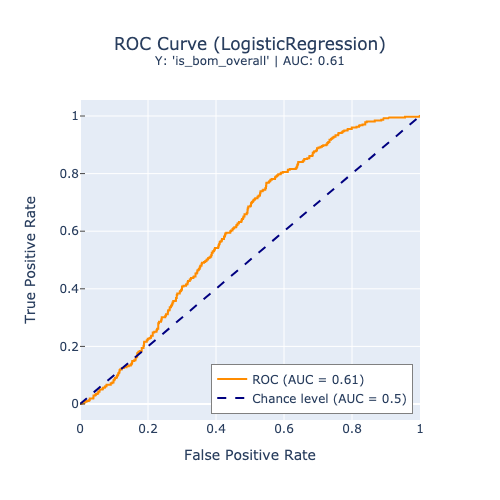 ROC Curve (LogisticRegression)
Y: 'is_bom_overall' | AUC: 0.61
True Positive Rate
1
0.8
0.6
0.4
0.2
0
ROC (AUC = 0.61)
Chance level (AUC = 0.5)
0 0.2 0.4 0.6 0.8 1
False Positive Rate